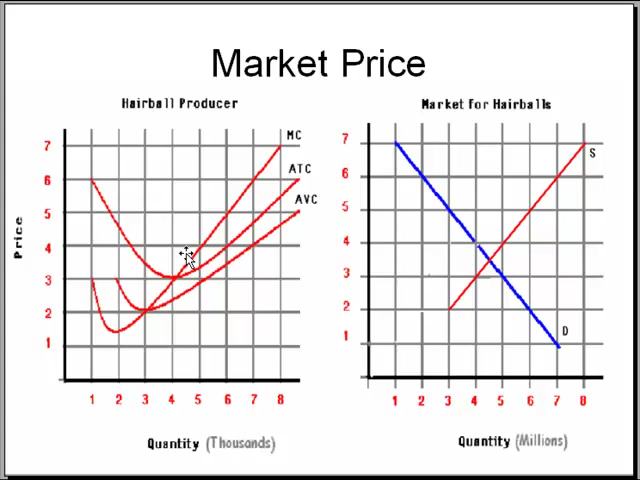 Market Price
Hairball Producer
7
6
5
4
3
2
1
Price
MC
ATC
AVC
1 2 3 4 5 6 7 8
Quantity (Thousands)
Market for Hairballs
7
6
5
4
3
2
1
S
D
1 2 3 4 5 6 7 8
Quantity (Millions)